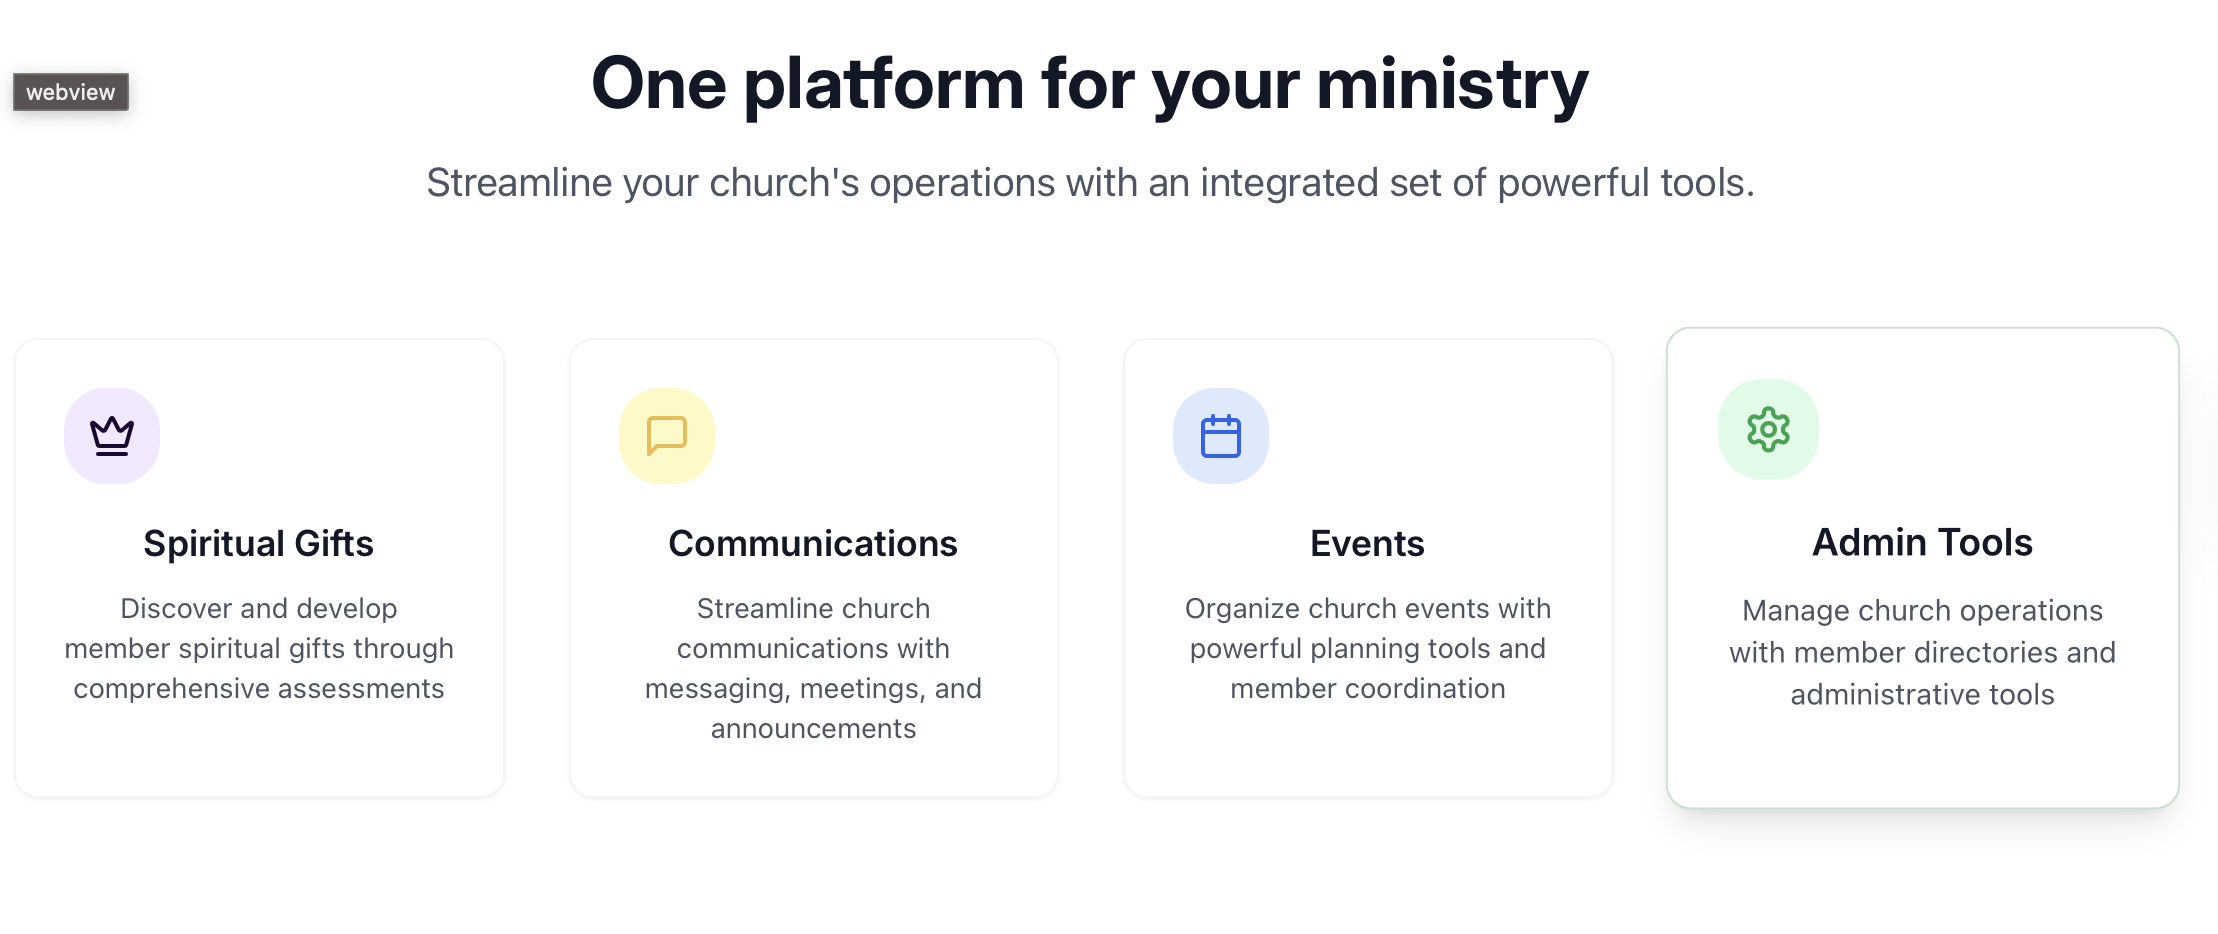 One platform for your ministry
webview
Streamline your church's operations with an integrated set of powerful tools.
Spiritual Gifts
Discover and develop
member spiritual gifts through
comprehensive assessments
Communications
Streamline church
communications with
messaging, meetings, and
announcements
Events
Organize church events with
powerful planning tools and
member coordination
Admin Tools
Manage church operations
with member directories and
administrative tools